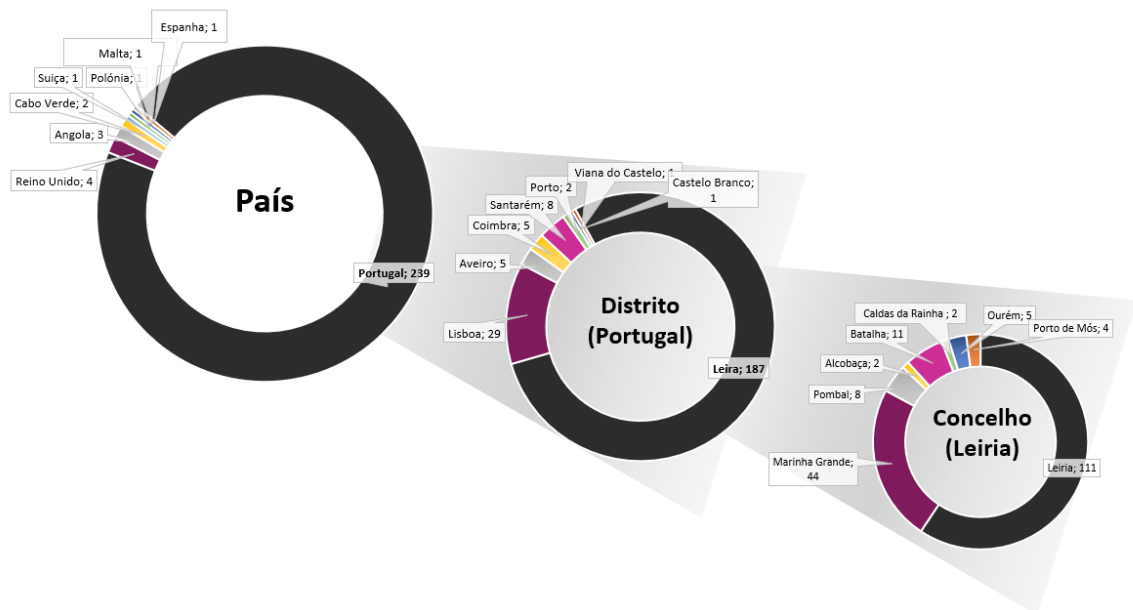 Espanha; 1
Malta; 1
Suiça; 1
Polónia; 1
Cabo Verde; 2
Angola; 3
Reino Unido; 4
País
Portugal; 239
Viana do Castelo; 1
Castelo Branco;
1
Porto; 2
Santarém; 8
Coimbra; 5
Aveiro; 5
Lisboa; 29
Distrito
(Portugal)
Leira; 187
Caldas da Rainha ; 2
Ourém; 5
Porto de Mós; 4
Batalha; 11
Alcobaça; 2
Pombal; 8
Marinha Grande;
44
Concelho
(Leiria)
Leiria; 111